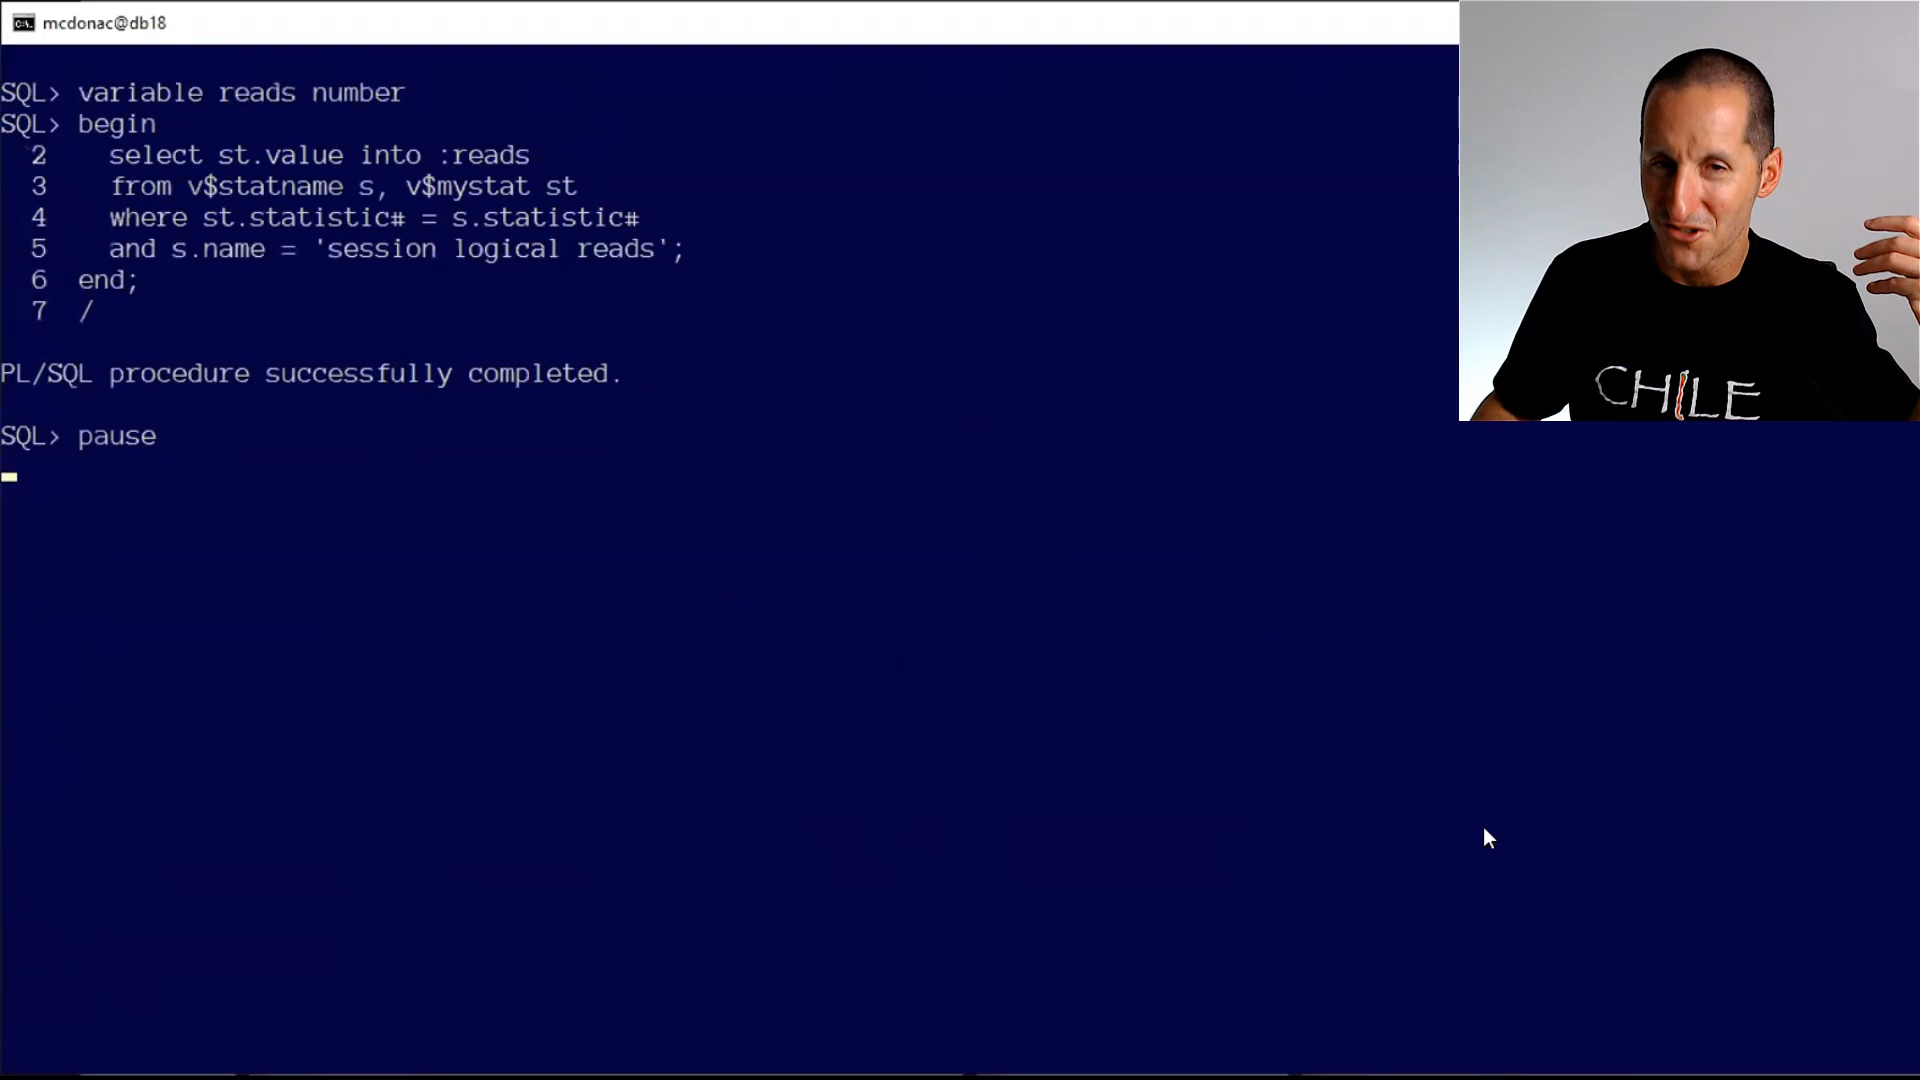 mcdonac@db18
SQL> variable reads number
SQL> begin
2 select st.value into :reads
3 from v$statname s, v$mystat st
4 where st.statistic# = s.statistic#
5 and s.name = 'session logical reads';
6 end;
7 /
PL/SQL procedure successfully completed.
SQL> pause
CHILE